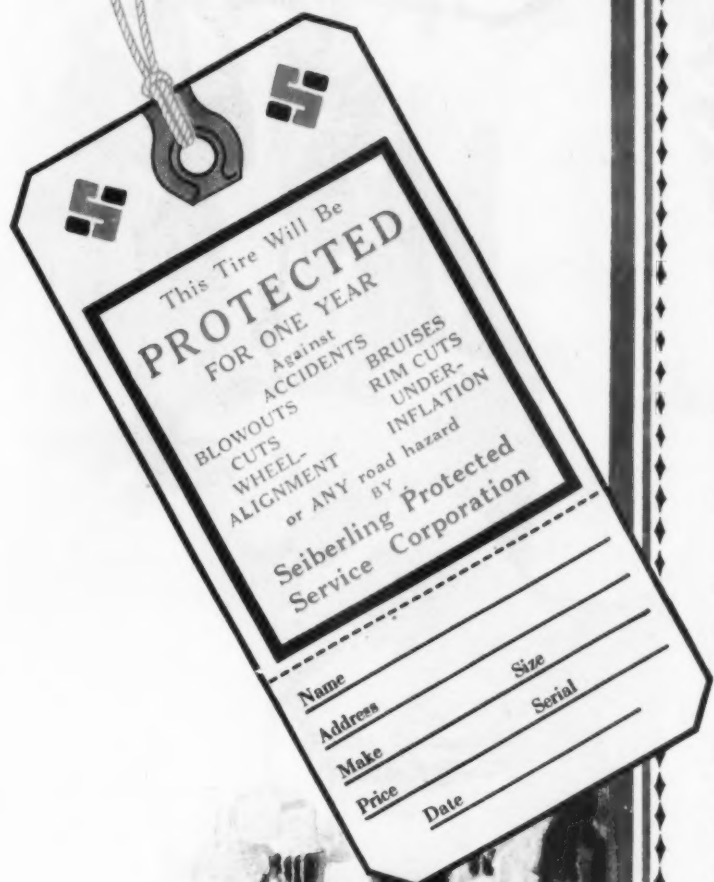 This Tire Will Be
PROTECTED
FOR ONE YEAR
Against
ACCIDENTS
BLOWOUTS BRUISES
CUTS RIM CUTS
WHEEL- UNDER-
ALIGNMENT INFLATION
or ANY road hazard
BY
Seiberling Protected
Service Corporation
Name
Address
Make Size
Price Serial
Date